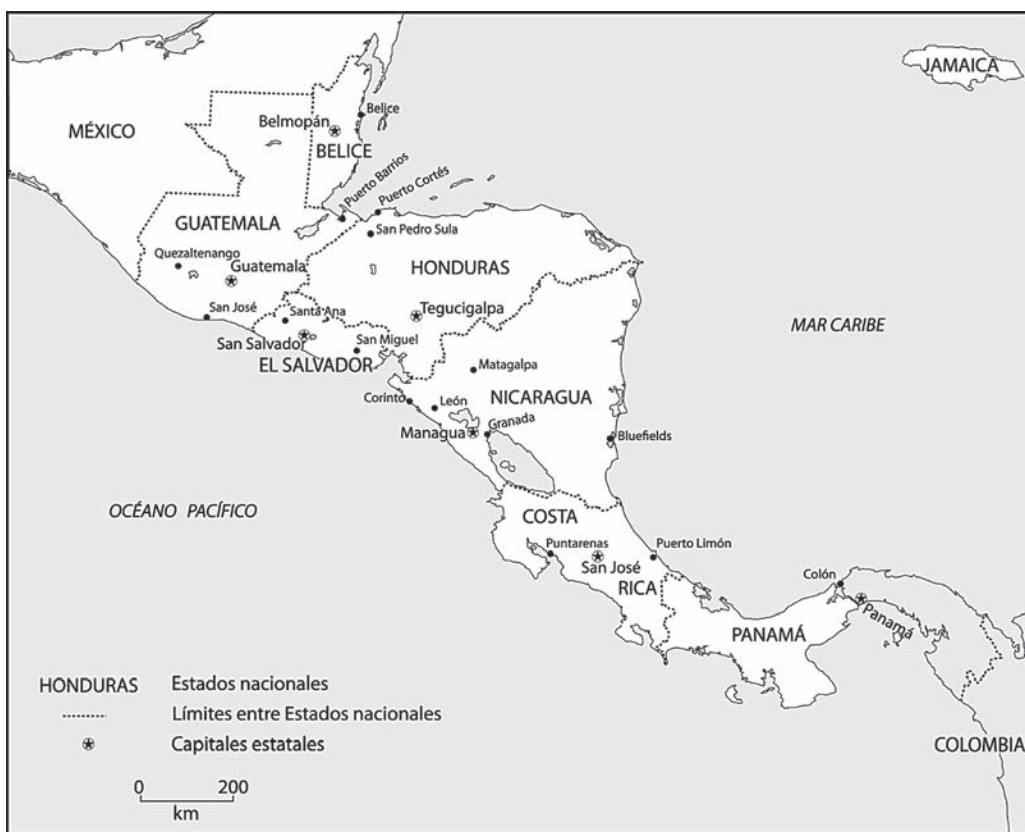 JAMAICA
MÉXICO
Belice
Belmopán
BELICE
Puerto Barrios
Puerto Cortés
GUATEMALA
San Pedro Sula
Quezaltenango
Guatemala
HONDURAS
San José
Santa Ana
Tegucigalpa
MAR CARIBE
San Salvador
San Miguel
EL SALVADOR
Matagalpa
NICARAGUA
Corinto
León
Granada
Managua
Bluefields
OCÉANO PACÍFICO
COSTA
Puntarenas
San José
Puerto Limón
RICA
Colón
Panamá
PANAMÁ
HONDURAS Estados nacionales
Límites entre Estados nacionales
Capitales estatales
COLOMBIA
0 200
km